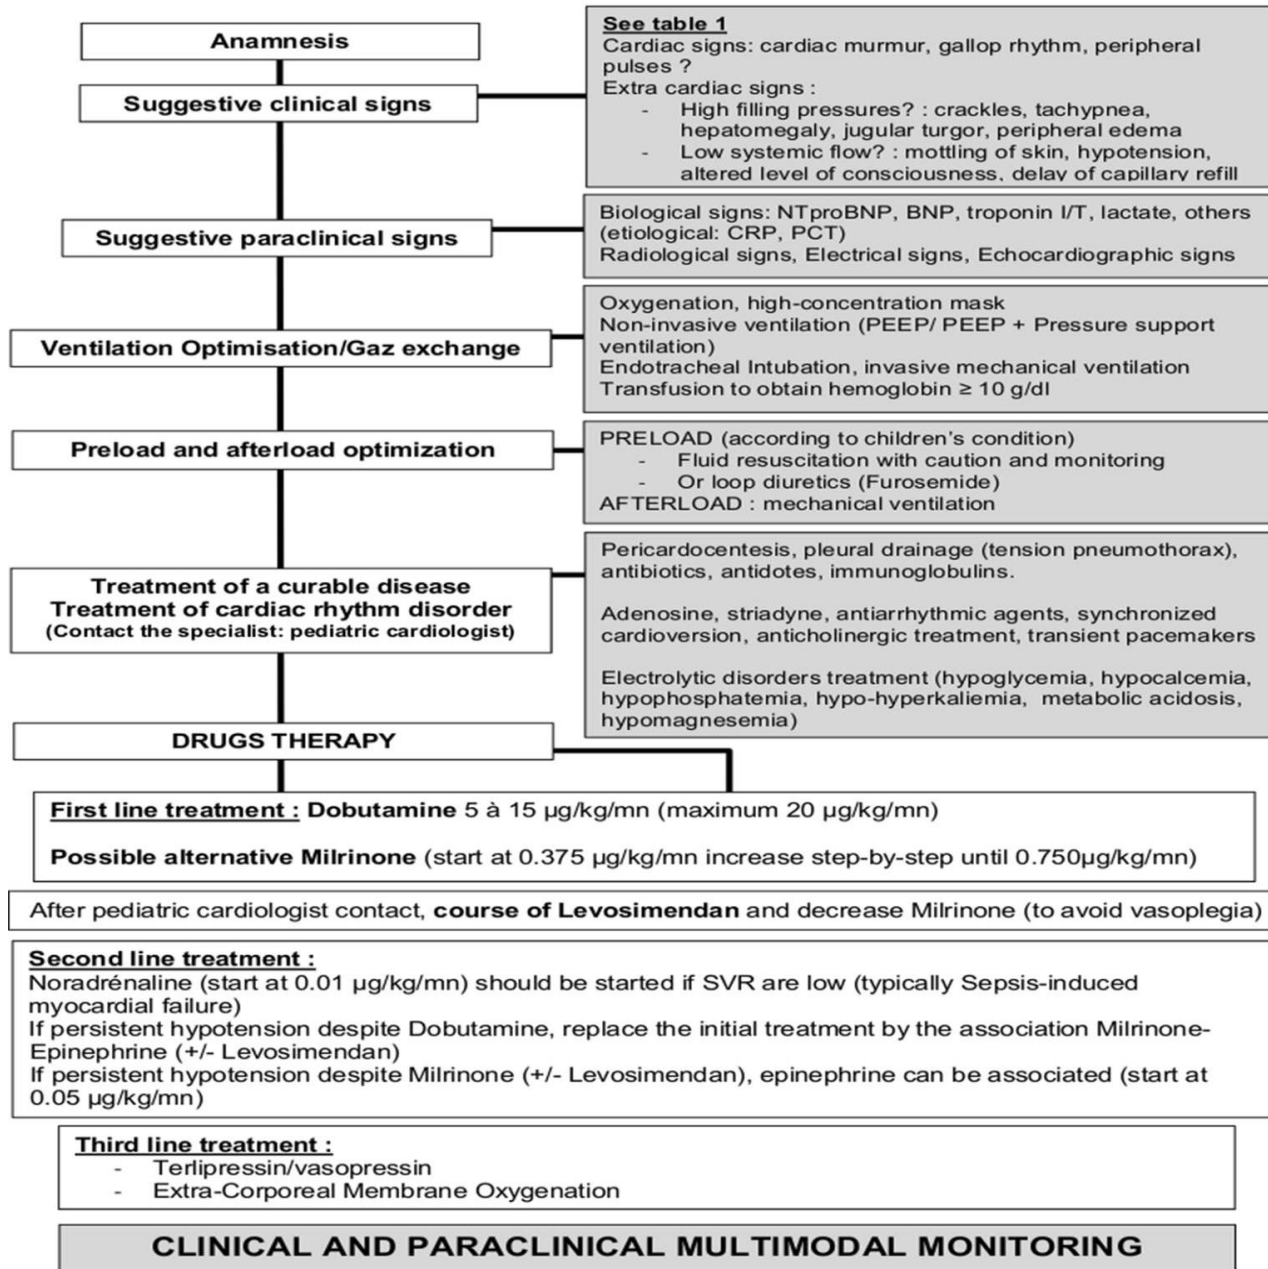 Anamnesis
Suggestive clinical signs
See table 1
Cardiac signs: cardiac murmur, gallop rhythm, peripheral
pulses ?
Extra cardiac signs :
- High filling pressures? : crackles, tachypnea,
hepatomegaly, jugular turgor, peripheral edema
- Low systemic flow? : mottling of skin, hypotension,
altered level of consciousness, delay of capillary refill
Suggestive paraclinical signs
Biological signs: NTproBNP, BNP, troponin I/T, lactate, others
(etiological: CRP, PCT)
Radiological signs, Electrical signs, Echocardiographic signs
Ventilation Optimisation/Gaz exchange
Oxygenation, high-concentration mask
Non-invasive ventilation (PEEP/ PEEP + Pressure support
ventilation)
Endotracheal Intubation, invasive mechanical ventilation
Transfusion to obtain hemoglobin ≥ 10 g/dl
Preload and afterload optimization
PRELOAD (according to children's condition)
- Fluid resuscitation with caution and monitoring
- Or loop diuretics (Furosemide)
AFTERLOAD : mechanical ventilation
Treatment of a curable disease
Treatment of cardiac rhythm disorder
(Contact the specialist: pediatric cardiologist)
Pericardocentesis, pleural drainage (tension pneumothorax),
antibiotics, antidotes, immunoglobulins.
Adenosine, striadyne, antiarrhythmic agents, synchronized
cardioversion, anticholinergic treatment, transient pacemakers
Electrolytic disorders treatment (hypoglycemia, hypocalcemia,
hypophosphatemia, hypo-hyperkaliemia, metabolic acidosis,
hypomagnesemia)
DRUGS THERAPY
First line treatment : Dobutamine 5 à 15 µg/kg/mn (maximum 20 µg/kg/mn)
Possible alternative Milrinone (start at 0.375 µg/kg/mn increase step-by-step until 0.750µg/kg/mn)
After pediatric cardiologist contact, course of Levosimendan and decrease Milrinone (to avoid vasoplegia)
Second line treatment :
Noradrénaline (start at 0.01 µg/kg/mn) should be started if SVR are low (typically Sepsis-induced
myocardial failure)
If persistent hypotension despite Dobutamine, replace the initial treatment by the association Milrinone-
Epinephrine (+/- Levosimendan)
If persistent hypotension despite Milrinone (+/- Levosimendan), epinephrine can be associated (start at
0.05 µg/kg/mn)
Third line treatment :
- Terlipressin/vasopressin
- Extra-Corporeal Membrane Oxygenation
CLINICAL AND PARACLINICAL MULTIMODAL MONITORING